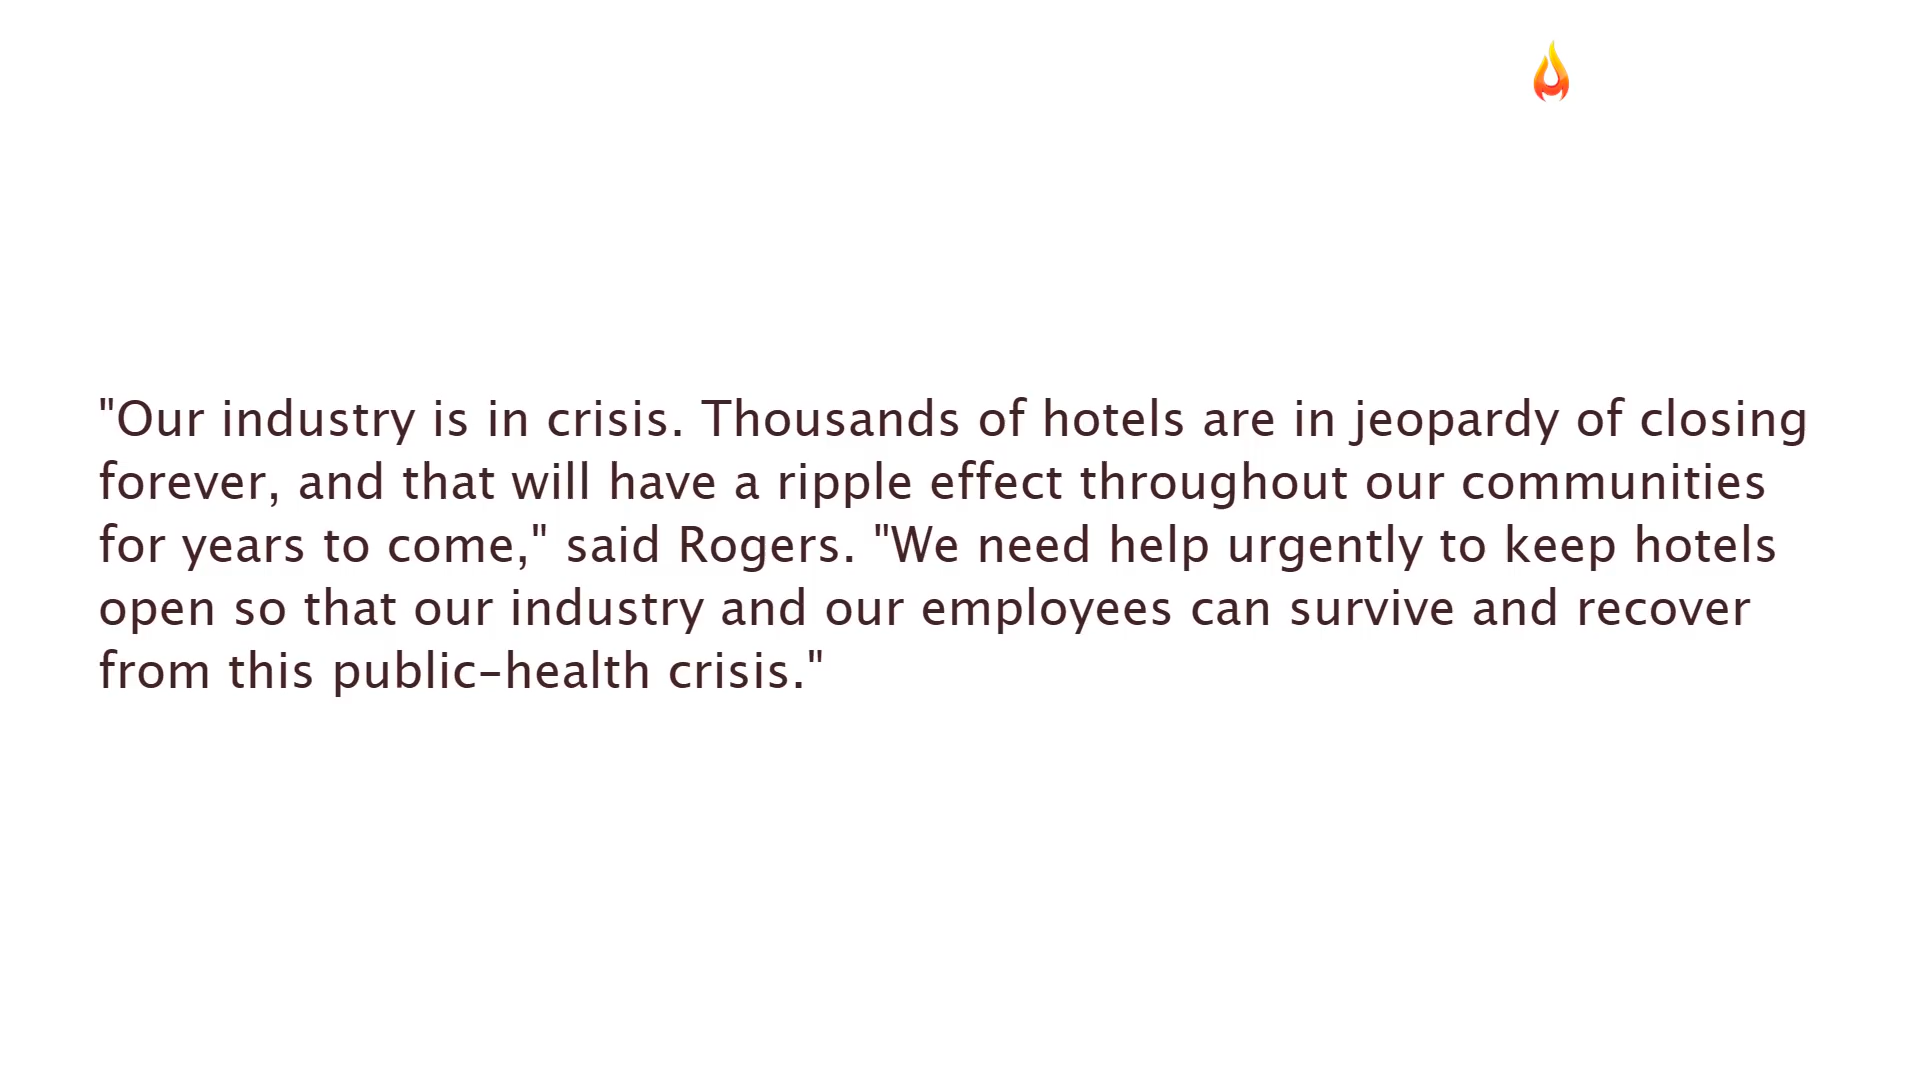 "Our industry is in crisis. Thousands of hotels are in jeopardy of closing
forever, and that will have a ripple effect throughout our communities
for years to come," said Rogers. "We need help urgently to keep hotels
open so that our industry and our employees can survive and recover
from this public-health crisis."